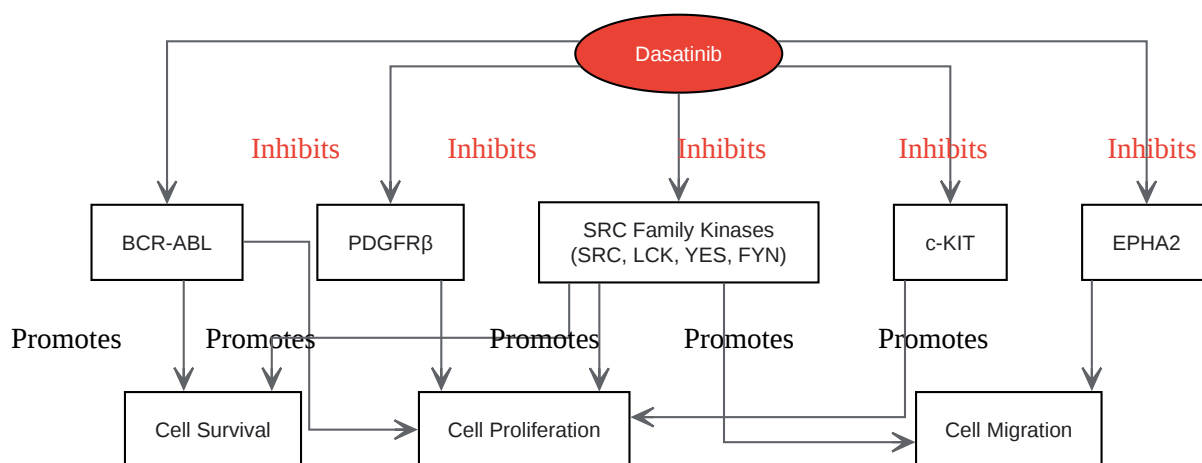 Dasatinib
Inhibits
Inhibits
Inhibits
Inhibits
Inhibits
BCR-ABL
PDGFRβ
SRC Family Kinases
(SRC, LCK, YES, FYN)
c-KIT
EPHA2
Promotes
Promotes
Promotes
Promotes
Promotes
Cell Survival
Cell Proliferation
Cell Migration